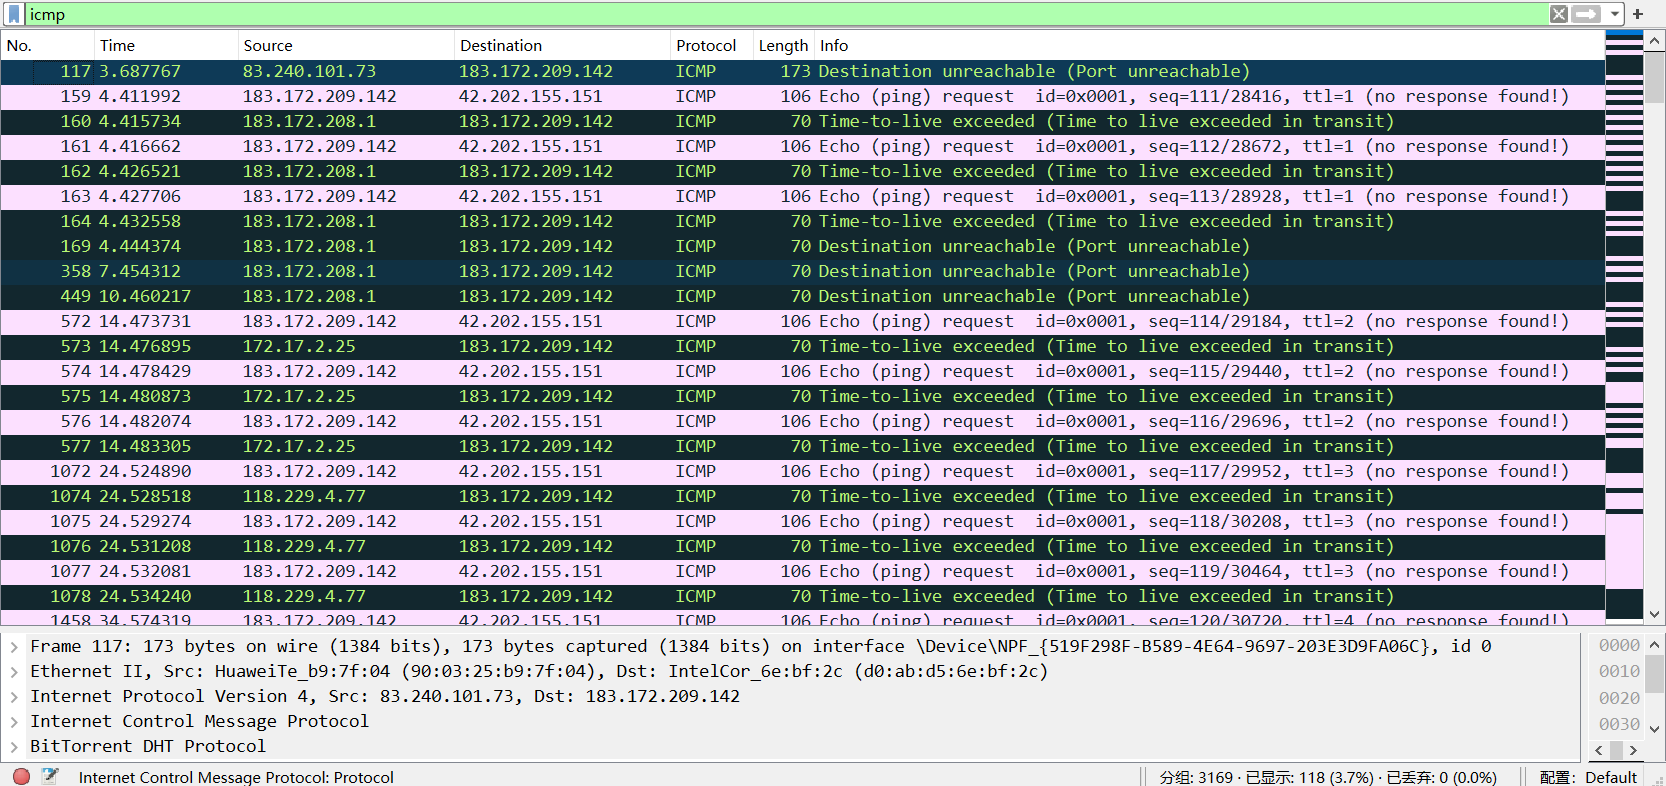 icmp
No. Time Source Destination Protocol Length Info
117 3.687767 83.240.101.73 183.172.209.142 ICMP 173 Destination unreachable (Port unreachable)
159 4.411992 183.172.209.142 42.202.155.151 ICMP 106 Echo (ping) request id=0x0001, seq=111/28416, ttl=1 (no response found!)
160 4.415734 183.172.208.1 183.172.209.142 ICMP 70 Time-to-live exceeded (Time to live exceeded in transit)
161 4.416662 183.172.209.142 42.202.155.151 ICMP 106 Echo (ping) request id=0x0001, seq=112/28672, ttl=1 (no response found!)
162 4.426521 183.172.208.1 183.172.209.142 ICMP 70 Time-to-live exceeded (Time to live exceeded in transit)
163 4.427706 183.172.209.142 42.202.155.151 ICMP 106 Echo (ping) request id=0x0001, seq=113/28928, ttl=1 (no response found!)
164 4.432558 183.172.208.1 183.172.209.142 ICMP 70 Time-to-live exceeded (Time to live exceeded in transit)
169 4.444374 183.172.208.1 183.172.209.142 ICMP 70 Destination unreachable (Port unreachable)
358 7.454312 183.172.208.1 183.172.209.142 ICMP 70 Destination unreachable (Port unreachable)
449 10.460217 183.172.208.1 183.172.209.142 ICMP 70 Destination unreachable (Port unreachable)
572 14.473731 183.172.209.142 42.202.155.151 ICMP 106 Echo (ping) request id=0x0001, seq=114/29184, ttl=2 (no response found!)
573 14.476895 172.17.2.25 183.172.209.142 ICMP 70 Time-to-live exceeded (Time to live exceeded in transit)
574 14.478429 183.172.209.142 42.202.155.151 ICMP 106 Echo (ping) request id=0x0001, seq=115/29440, ttl=2 (no response found!)
575 14.480873 172.17.2.25 183.172.209.142 ICMP 70 Time-to-live exceeded (Time to live exceeded in transit)
576 14.482074 183.172.209.142 42.202.155.151 ICMP 106 Echo (ping) request id=0x0001, seq=116/29696, ttl=2 (no response found!)
577 14.483305 172.17.2.25 183.172.209.142 ICMP 70 Time-to-live exceeded (Time to live exceeded in transit)
1072 24.524890 183.172.209.142 42.202.155.151 ICMP 106 Echo (ping) request id=0x0001, seq=117/29952, ttl=3 (no response found!)
1074 24.528518 118.229.4.77 183.172.209.142 ICMP 70 Time-to-live exceeded (Time to live exceeded in transit)
1075 24.529274 183.172.209.142 42.202.155.151 ICMP 106 Echo (ping) request id=0x0001, seq=118/30208, ttl=3 (no response found!)
1076 24.531208 118.229.4.77 183.172.209.142 ICMP 70 Time-to-live exceeded (Time to live exceeded in transit)
1077 24.532081 183.172.209.142 42.202.155.151 ICMP 106 Echo (ping) request id=0x0001, seq=119/30464, ttl=3 (no response found!)
1078 24.534240 118.229.4.77 183.172.209.142 ICMP 70 Time-to-live exceeded (Time to live exceeded in transit)
1458 34.574319 183.172.209.142 42.202.155.151 ICMP 106 Echo (ping) request id=0x0001, seq=120/30720, ttl=4 (no response found!)
Frame 117: 173 bytes on wire (1384 bits), 173 bytes captured (1384 bits) on interface \Device\NPF_{519F298F-B589-4E64-9697-203E3D9FA06C}, id 0
Ethernet II, Src: HuaweiTe_b9:7f:04 (90:03:25:b9:7f:04), Dst: IntelCor_6e:bf:2c (d0:ab:d5:6e:bf:2c)
Internet Protocol Version 4, Src: 83.240.101.73, Dst: 183.172.209.142
Internet Control Message Protocol
BitTorrent DHT Protocol
0000
0010
0020
0030
Internet Control Message Protocol: Protocol
分组: 3169 · 已显示: 118 (3.7%) · 已丢弃: 0 (0.0%)
配置: Default